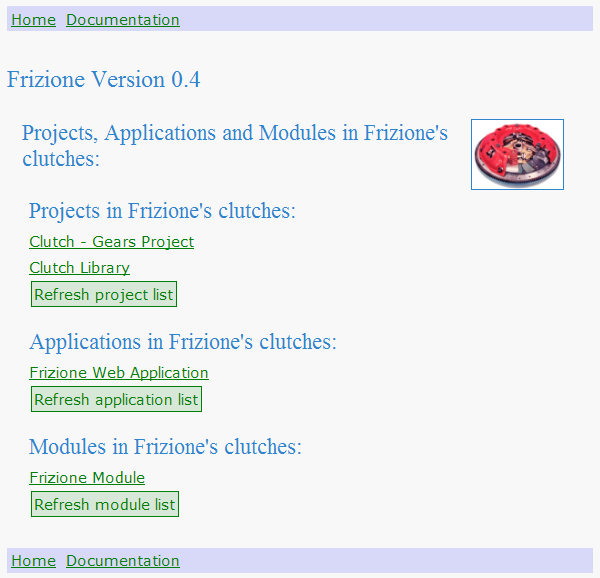 Home Documentation
Frizione Version 0.4
Projects, Applications and Modules in Frizione's
clutches:
Projects in Frizione's clutches:
Clutch - Gears Project
Clutch Library
Refresh project list
Applications in Frizione's clutches:
Frizione Web Application
Refresh application list
Modules in Frizione's clutches:
Frizione Module
Refresh module list
Home Documentation